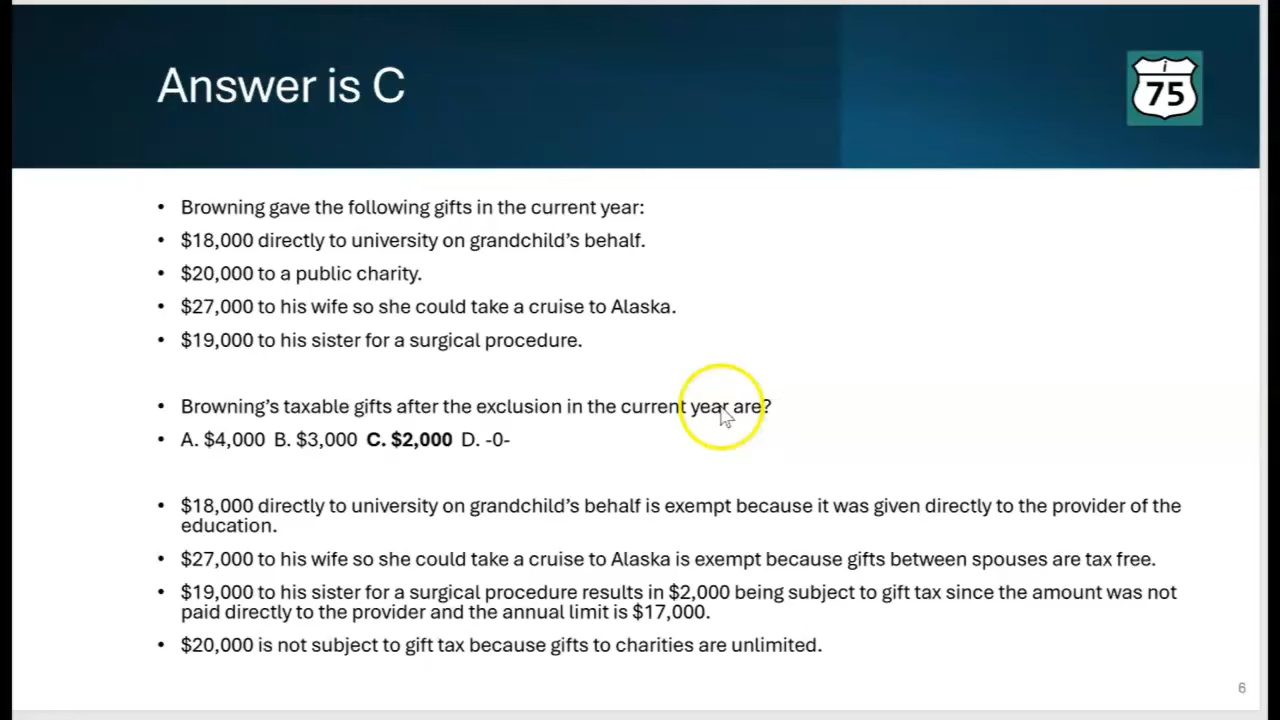 Answer is C
i
75
• Browning gave the following gifts in the current year:
• $18,000 directly to university on grandchild’s behalf.
• $20,000 to a public charity.
• $27,000 to his wife so she could take a cruise to Alaska.
• $19,000 to his sister for a surgical procedure.
• Browning’s taxable gifts after the exclusion in the current year are?
• A. $4,000 B. $3,000 C. $2,000 D. -0-
• $18,000 directly to university on grandchild’s behalf is exempt because it was given directly to the provider of the
education.
• $27,000 to his wife so she could take a cruise to Alaska is exempt because gifts between spouses are tax free.
• $19,000 to his sister for a surgical procedure results in $2,000 being subject to gift tax since the amount was not
paid directly to the provider and the annual limit is $17,000.
• $20,000 is not subject to gift tax because gifts to charities are unlimited.
6